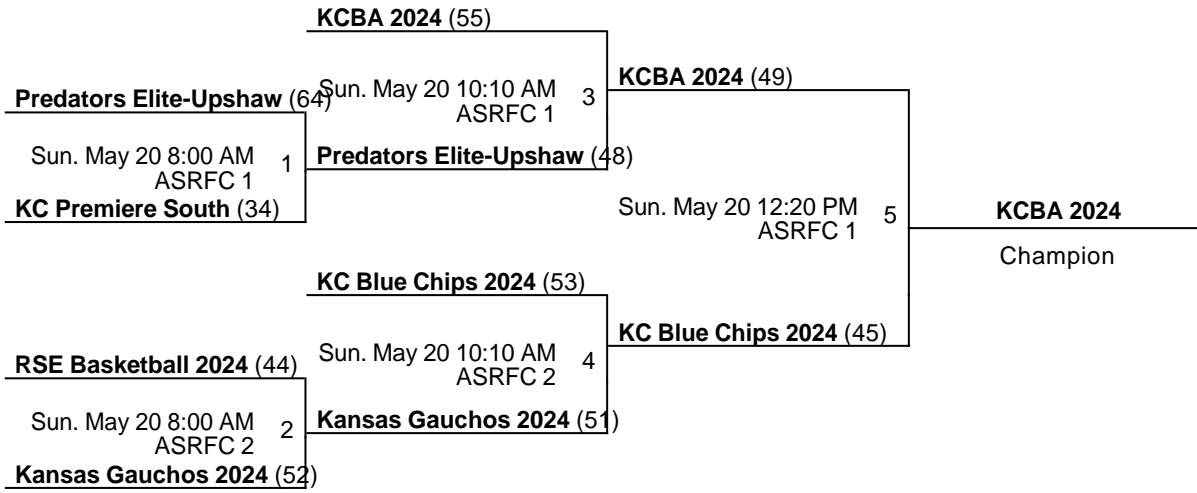 KCBA 2024 (55)
KCBA 2024 (49)
Predators Elite-Upshaw (64)
Sun. May 20 10:10 AM
3
ASRFC 1
Sun. May 20 8:00 AM
1
ASRFC 1
Predators Elite-Upshaw (48)
KC Premiere South (34)
Sun. May 20 12:20 PM
5
ASRFC 1
KCBA 2024
Champion
KC Blue Chips 2024 (53)
KC Blue Chips 2024 (45)
RSE Basketball 2024 (44)
Sun. May 20 10:10 AM
4
ASRFC 2
Sun. May 20 8:00 AM
2
ASRFC 2
Kansas Gauchos 2024 (51)
Kansas Gauchos 2024 (52)